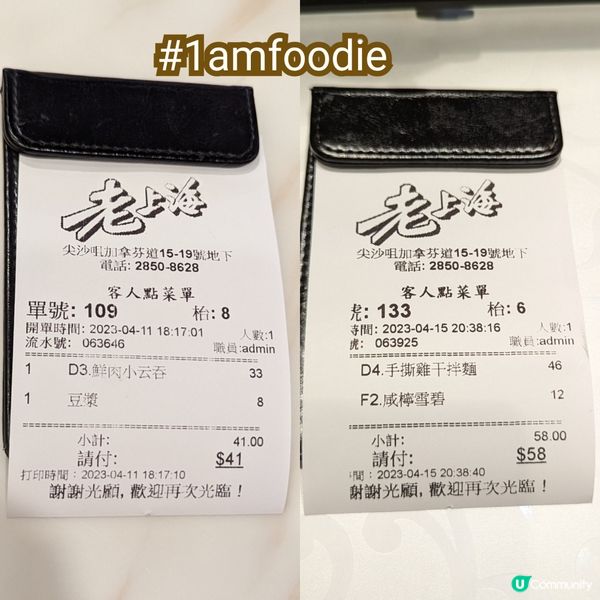 #1amfoodie
老上海
尖沙咀加拿芬道15-19號地下
電話: 2850-8628
客人點菜單
單號: 109 枱: 8
開單時間: 2023-04-11 18:17:01 人數:1
流水號: 063646 職員:admin
1 D3.鮮肉小云吞 33
1 豆漿 8
小計: 41.00
請付: $41
打印時間: 2023-04-11 18:17:10
謝謝光顧, 歡迎再次光臨!
老上海
尖沙咀加拿芬道15-19號地下
電話: 2850-8628
客人點菜單
號: 133 枱: 6
時間: 2023-04-15 20:38:16 人數:1
號: 063925 職員:admin
D4.手撕雞干拌麵 46
F2.咸檸雪碧 12
小計: 58.00
請付: $58
間: 2023-04-15 20:38:40
謝謝光顧, 歡迎再次光臨!
U Community